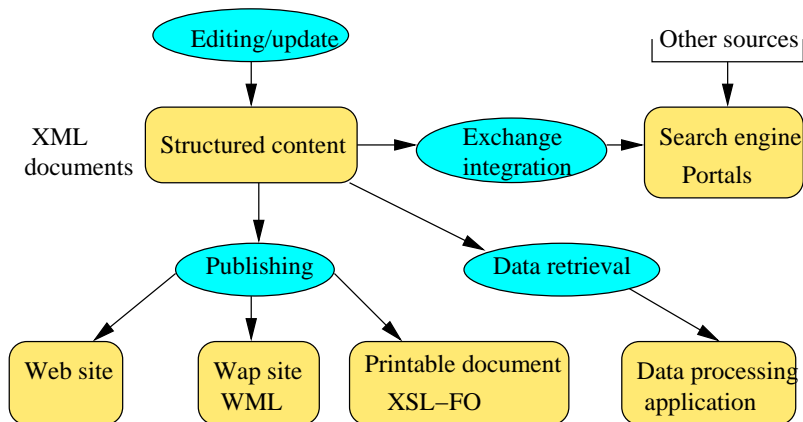 Editing/update
Other sources
XML
documents
Structured content
Exchange
integration
Search engine
Portals
Publishing
Data retrieval
Web site
Wap site
WML
Printable document
XSL–FO
Data processing
application